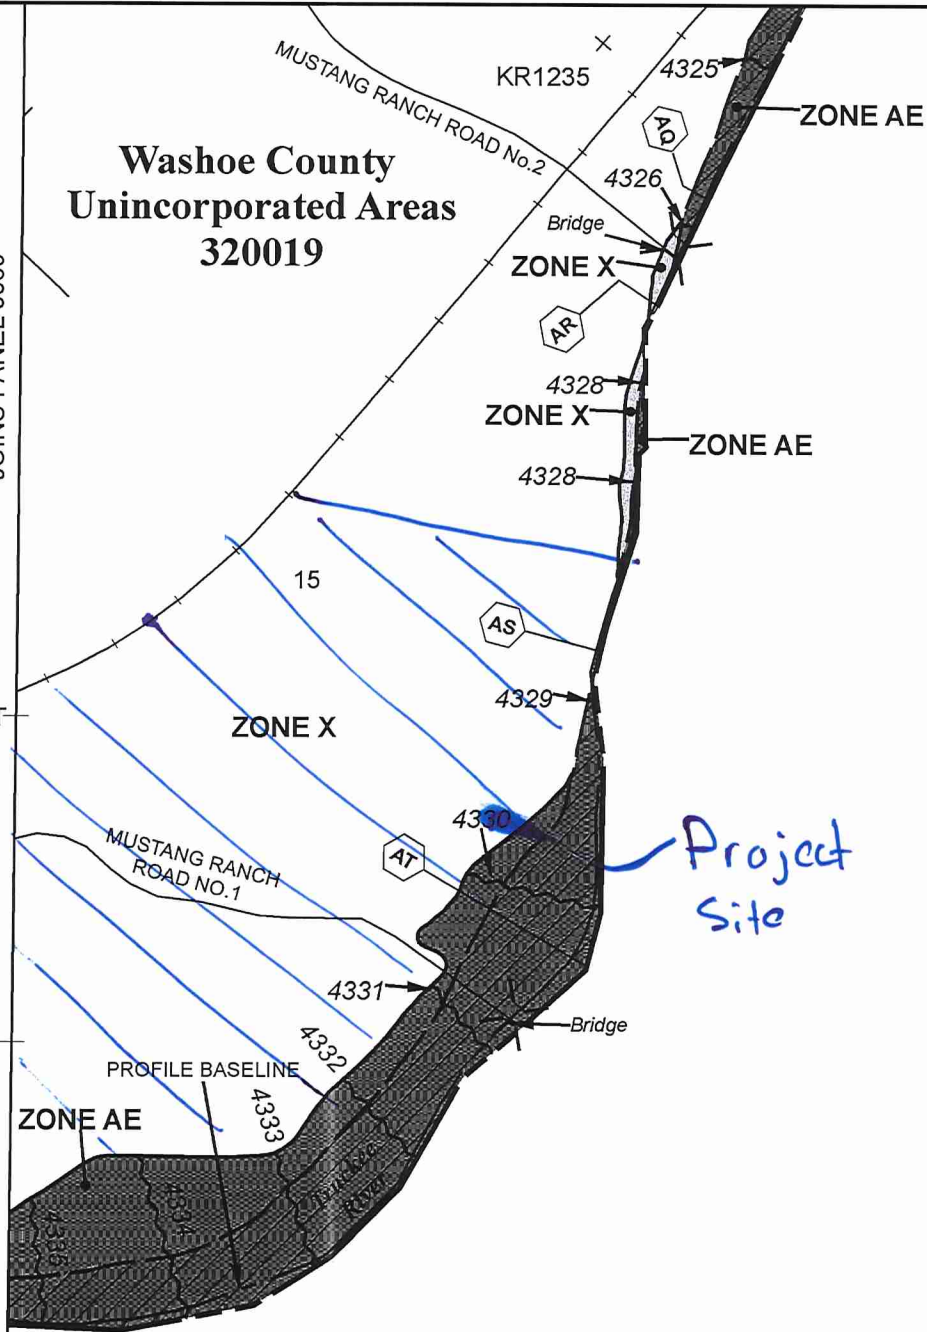 4325
KR1235
MUSTANG RANCH ROAD No.2
ZONE AE
AQ
Washoe County
Unincorporated Areas
320019
4326
Bridge
ZONE X
AR
4328
ZONE X
ZONE AE
4328
15
AS
4329
ZONE X
4330
Project
Site
MUSTANG RANCH
ROAD NO.1
AT
4331
Bridge
4332
PROFILE BASELINE
4333
ZONE AE
Truckee
River
4334
4335